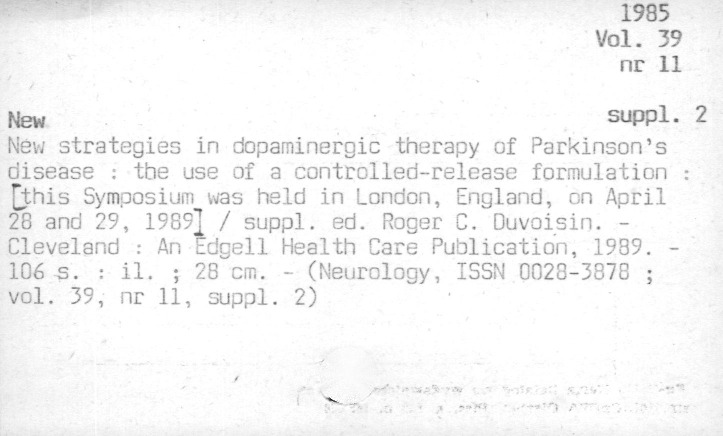 1985
Vol. 39
nr 11
suppl. 2
New
New strategies in dopaminergic therapy of Parkinson's
disease : the use of a controlled-release formulation :
[this Symposium was held in London, England, on April
28 and 29, 1989] / suppl. ed. Roger C. Duvoisin. -
Cleveland : An Edgell Health Care Publication, 1989. -
106 s. : il. ; 28 cm. - (Neurology, ISSN 0028-3878 ;
vol. 39, nr 11, suppl. 2)